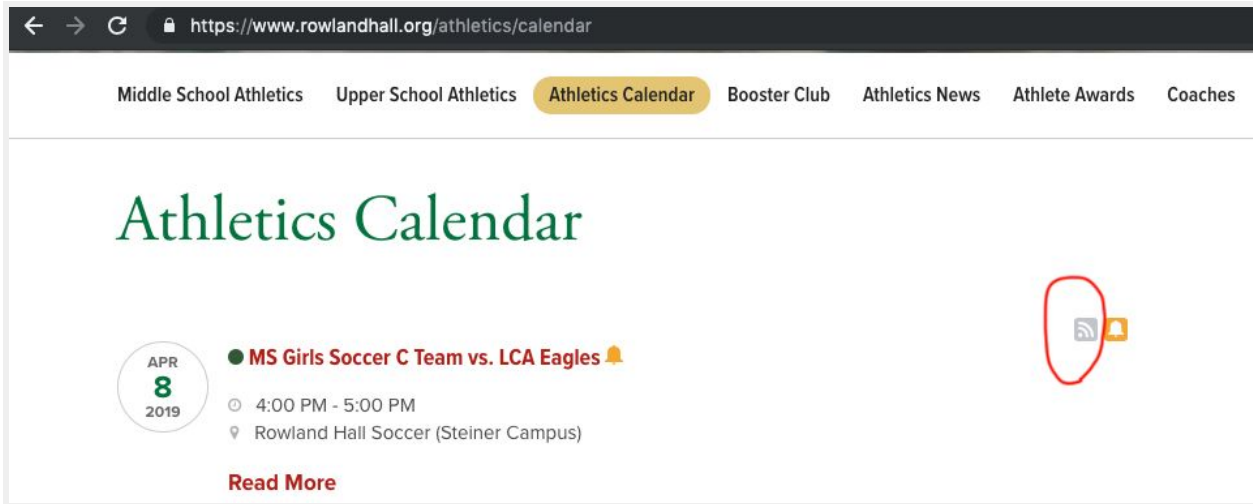 https://www.rowlandhall.org/athletics/calendar
Middle School Athletics Upper School Athletics Athletics Calendar Booster Club Athletics News Athlete Awards Coaches
Athletics Calendar
APR
8
2019
MS Girls Soccer C Team vs. LCA Eagles
4:00 PM - 5:00 PM
Rowland Hall Soccer (Steiner Campus)
Read More